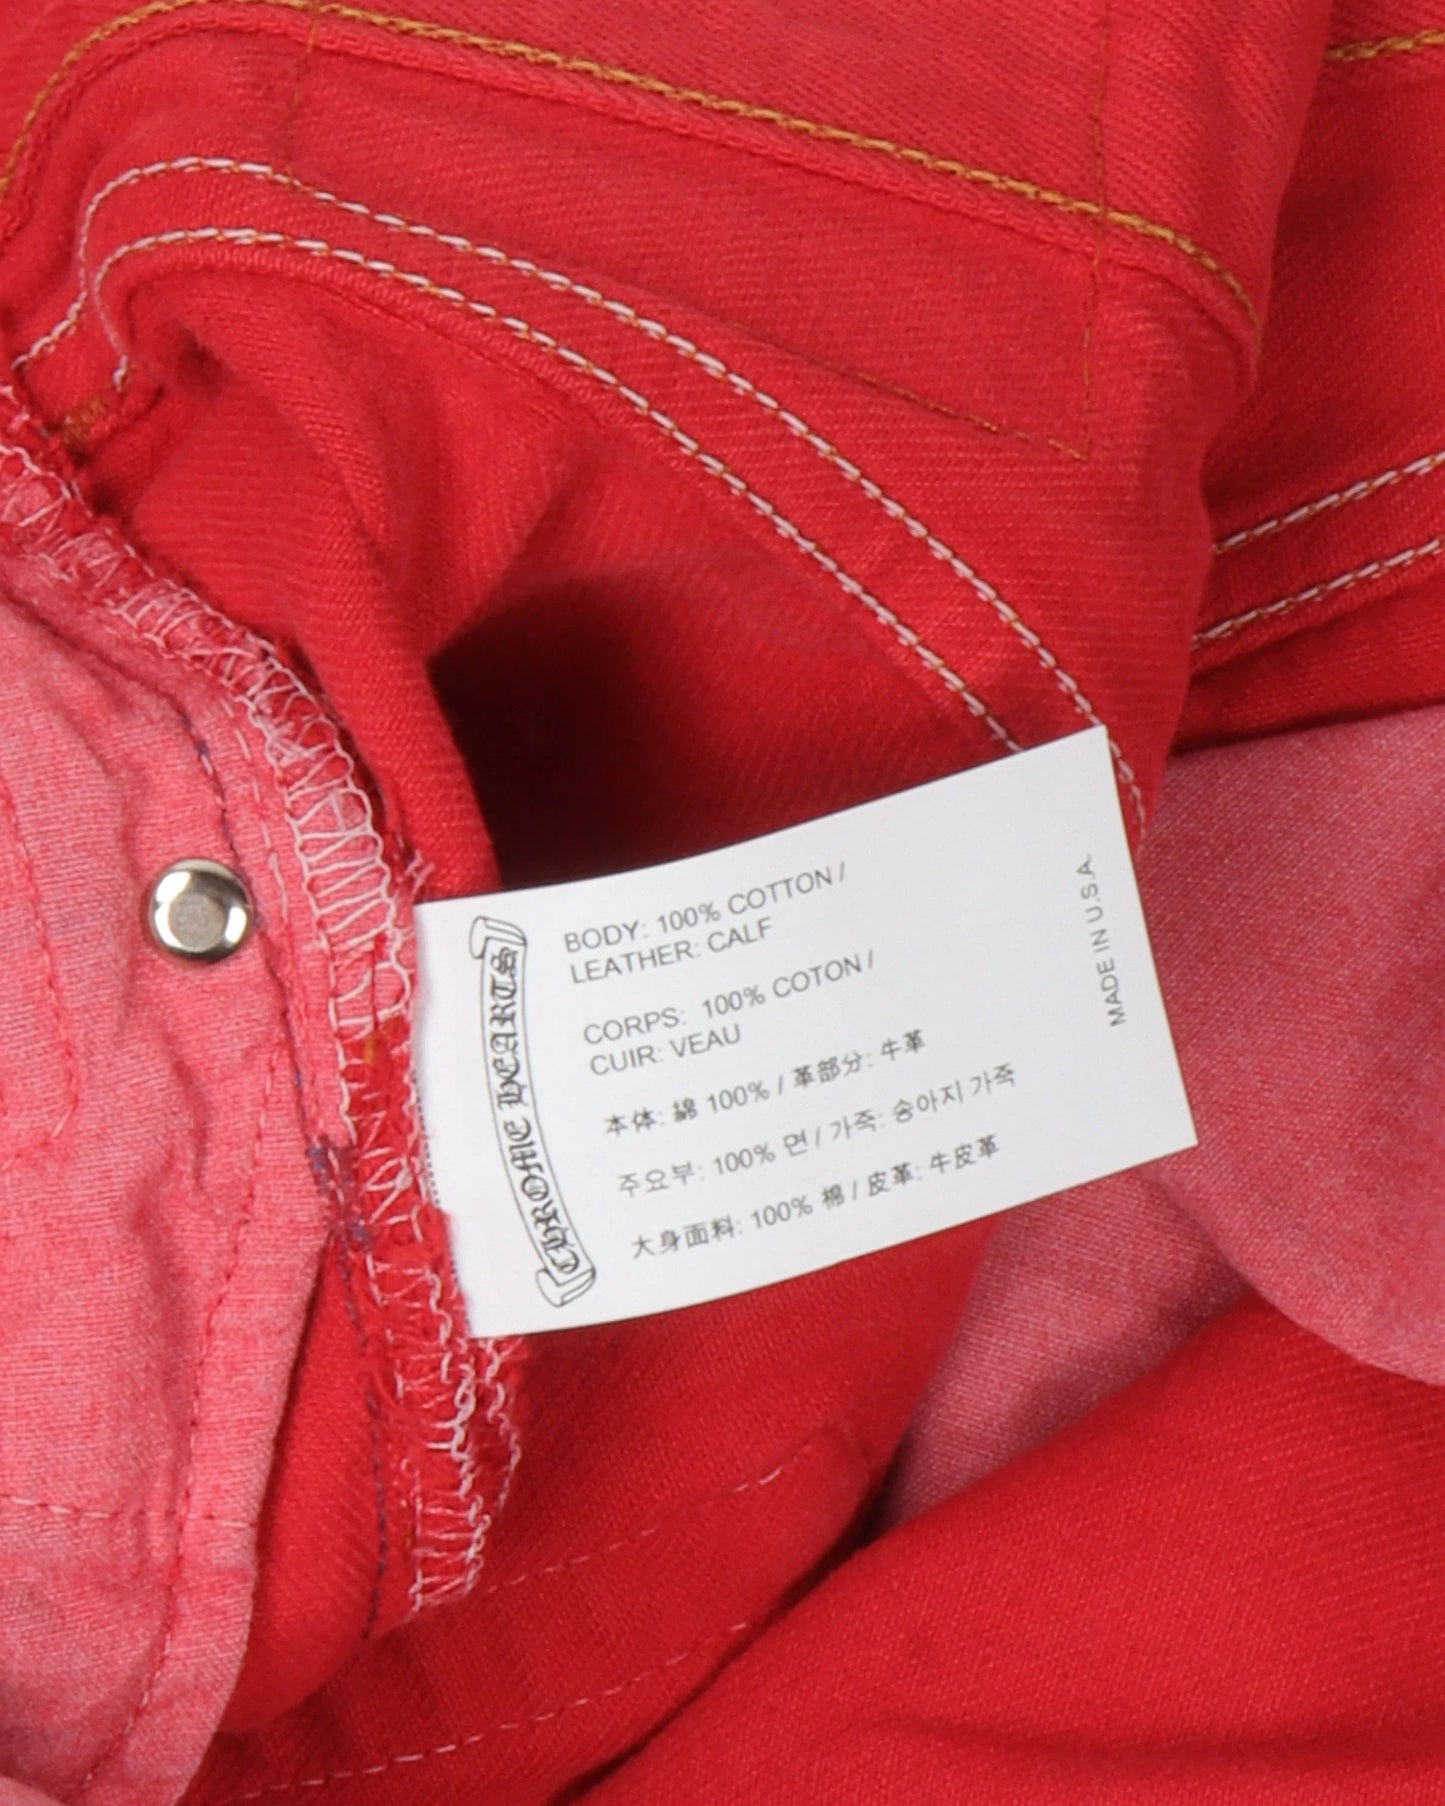 CHROME HEARTS
BODY: 100% COTTON /
LEATHER: CALF
CORPS: 100% COTON /
CUIR: VEAU
本体: 綿 100% / 革部分: 牛革
주요부: 100% 면 / 가죽: 송아지 가죽
大身面料: 100% 棉 / 皮革: 牛皮革
MADE IN U.S.A.